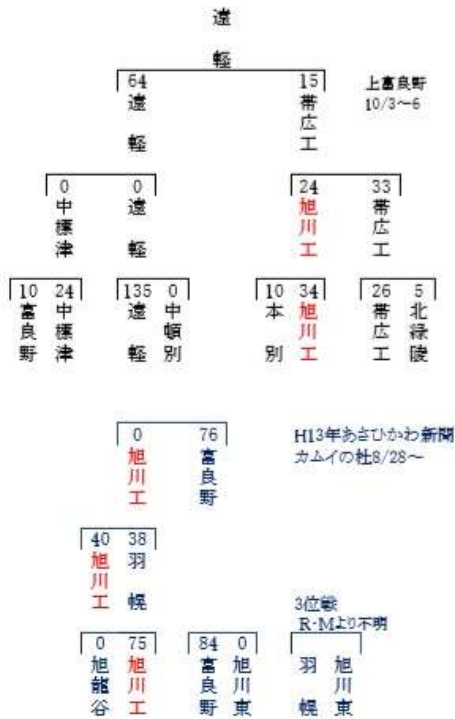 遠軽
64 15
遠軽 帯広工
上富良野
10/3～6
0 0 24 33
中標津 遠軽 旭川工 帯広工
10 24 135 0 10 34 26 5
富良野 中標津 遠軽 中頓別 本別 旭川工 帯広工 北緑陵
0 76
旭川工 富良野
H13年あさひかわ新聞
カムイの杜8/28～
40 38
旭川工 羽幌
3位戦
R・Mより不明
0 75 84 0
旭龍谷 旭川工 富良野 旭川東 羽幌 旭川東